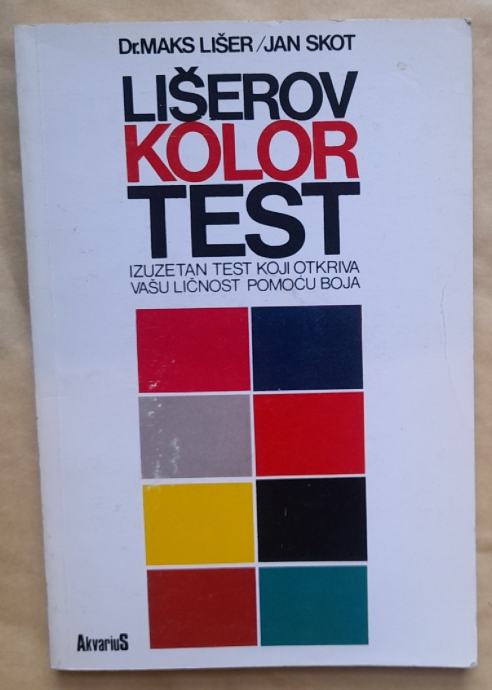 Dr. MAKS LIŠER/JAN SKOT
LIŠEROV
KOLOR
TEST
IZUZETAN TEST KOJI OTKRIVA
VAŠU LIČNOST POMOĆU BOJA
AkvariuS